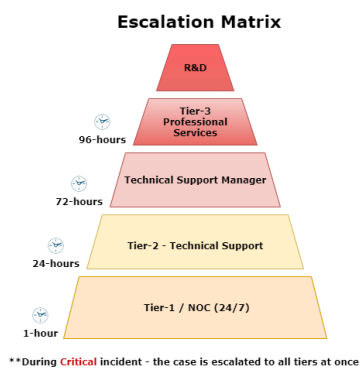 Escalation Matrix
R&D
Tier-3
Professional
Services
96-hours
Technical Support Manager
72-hours
Tier-2 - Technical Support
24-hours
Tier-1 / NOC (24/7)
1-hour
**During Critical incident - the case is escalated to all tiers at once